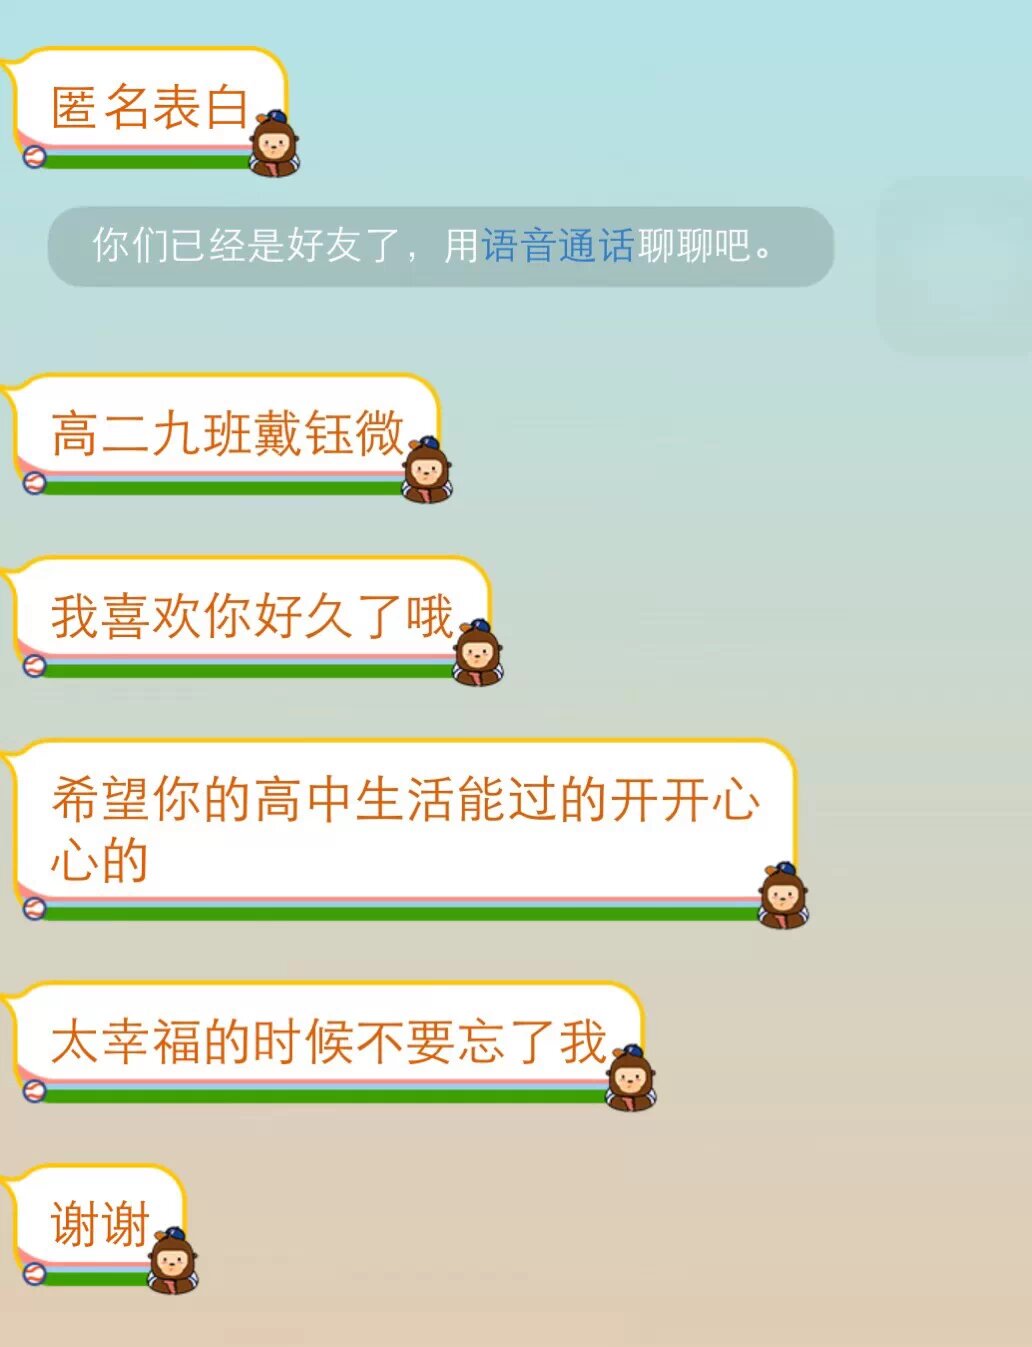 匿名表白
你们已经是好友了，用语音通话聊聊吧。
高二九班戴钰微
我喜欢你好久了哦
希望你的高中生活能过的开开心
心的
太幸福的时候不要忘了我
谢谢